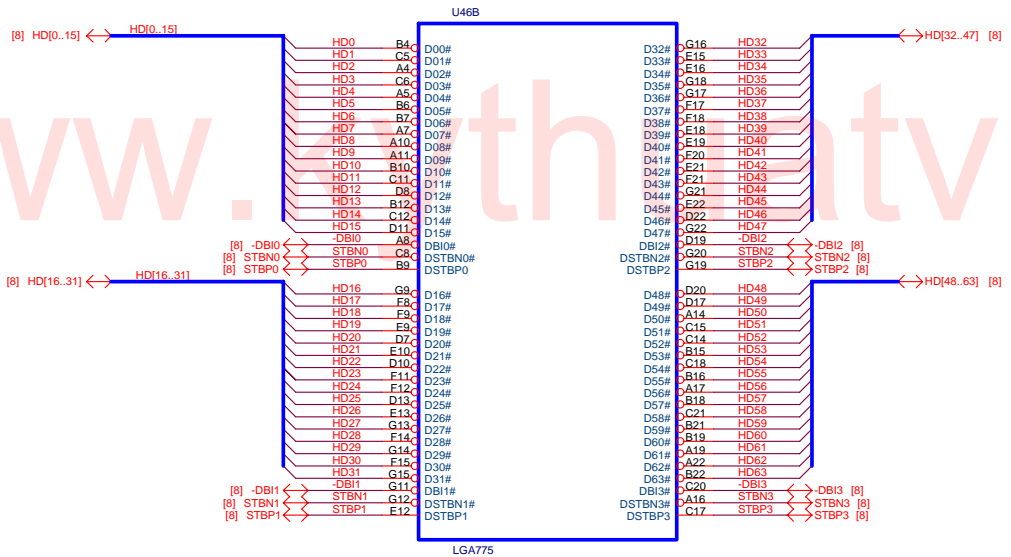 U46B
[8] HD[0..15] HD[0..15]
HD0 B4 D00#
HD1 C5 D01#
HD2 A4 D02#
HD3 C6 D03#
HD4 A5 D04#
HD5 B6 D05#
HD6 B7 D06#
HD7 A7 D07#
HD8 A10 D08#
HD9 A11 D09#
HD10 B10 D10#
HD11 C11 D11#
HD12 D8 D12#
HD13 B12 D13#
HD14 C12 D14#
HD15 D11 D15#
[8] -DBI0 -DBI0 A8 DBI0#
[8] STBN0 STBN0 C8 DSTBN0#
[8] STBP0 STBP0 B9 DSTBP0
[8] HD[16..31] HD[16..31]
HD16 G9 D16#
HD17 F8 D17#
HD18 F9 D18#
HD19 E9 D19#
HD20 D7 D20#
HD21 E10 D21#
HD22 D10 D22#
HD23 F11 D23#
HD24 F12 D24#
HD25 D13 D25#
HD26 E13 D26#
HD27 G13 D27#
HD28 F14 D28#
HD29 G14 D29#
HD30 F15 D30#
HD31 G15 D31#
[8] -DBI1 -DBI1 G11 DBI1#
[8] STBN1 STBN1 G12 DSTBN1#
[8] STBP1 STBP1 E12 DSTBP1
HD[32..47] [8]
D32# G16 HD32
D33# E15 HD33
D34# E16 HD34
D35# G18 HD35
D36# G17 HD36
D37# F17 HD37
D38# F18 HD38
D39# E18 HD39
D40# E19 HD40
D41# F20 HD41
D42# E21 HD42
D43# F21 HD43
D44# G21 HD44
D45# E22 HD45
D46# D22 HD46
D47# G22 HD47
DBI2# D19 -DBI2 -DBI2 [8]
DSTBN2# G20 STBN2 STBN2 [8]
DSTBP2 G19 STBP2 STBP2 [8]
HD[48..63] [8]
D48# D20 HD48
D49# D17 HD49
D50# A14 HD50
D51# C15 HD51
D52# C14 HD52
D53# B15 HD53
D54# C18 HD54
D55# B16 HD55
D56# A17 HD56
D57# B18 HD57
D58# C21 HD58
D59# B21 HD59
D60# B19 HD60
D61# A19 HD61
D62# A22 HD62
D63# B22 HD63
DBI3# C20 -DBI3 -DBI3 [8]
DSTBN3# A16 STBN3 STBN3 [8]
DSTBP3 C17 STBP3 STBP3 [8]
LGA775
ww.kythuatv